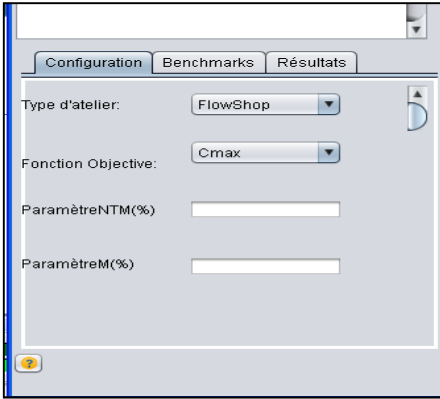 Configuration Benchmarks Résultats
Type d'atelier: FlowShop
Fonction Objective: Cmax
ParamètreNTM(%)
ParamètreM(%)
?